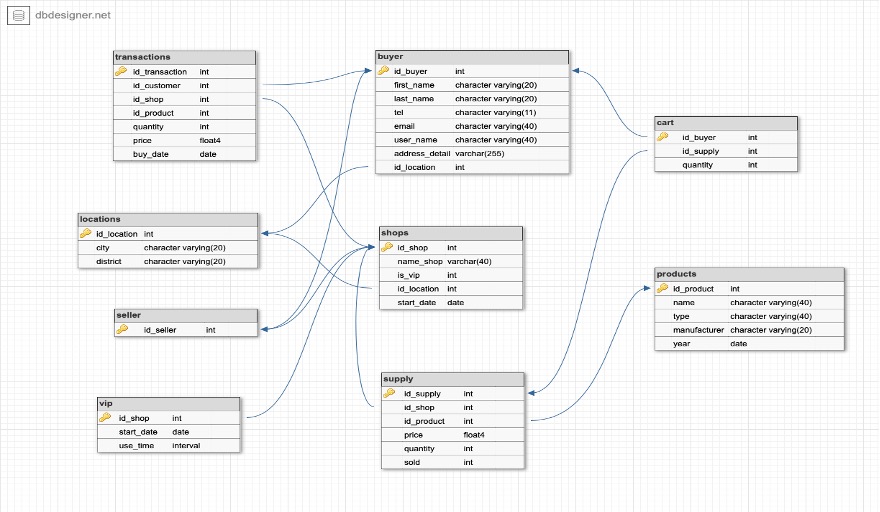 dbdesigner.net
transactions
id_transaction int
id_customer int
id_shop int
id_product int
quantity int
price float4
buy_date date
buyer
id_buyer int
first_name character varying(20)
last_name character varying(20)
tel character varying(11)
email character varying(40)
user_name character varying(40)
address_detail varchar(255)
id_location int
cart
id_buyer int
id_supply int
quantity int
locations
id_location int
city character varying(20)
district character varying(20)
shops
id_shop int
name_shop varchar(40)
is_vip int
id_location int
start_date date
products
id_product int
name character varying(40)
type character varying(40)
manufacturer character varying(20)
year date
seller
id_seller int
supply
id_supply int
id_shop int
id_product int
price float4
quantity int
sold int
vip
id_shop int
start_date date
use_time interval